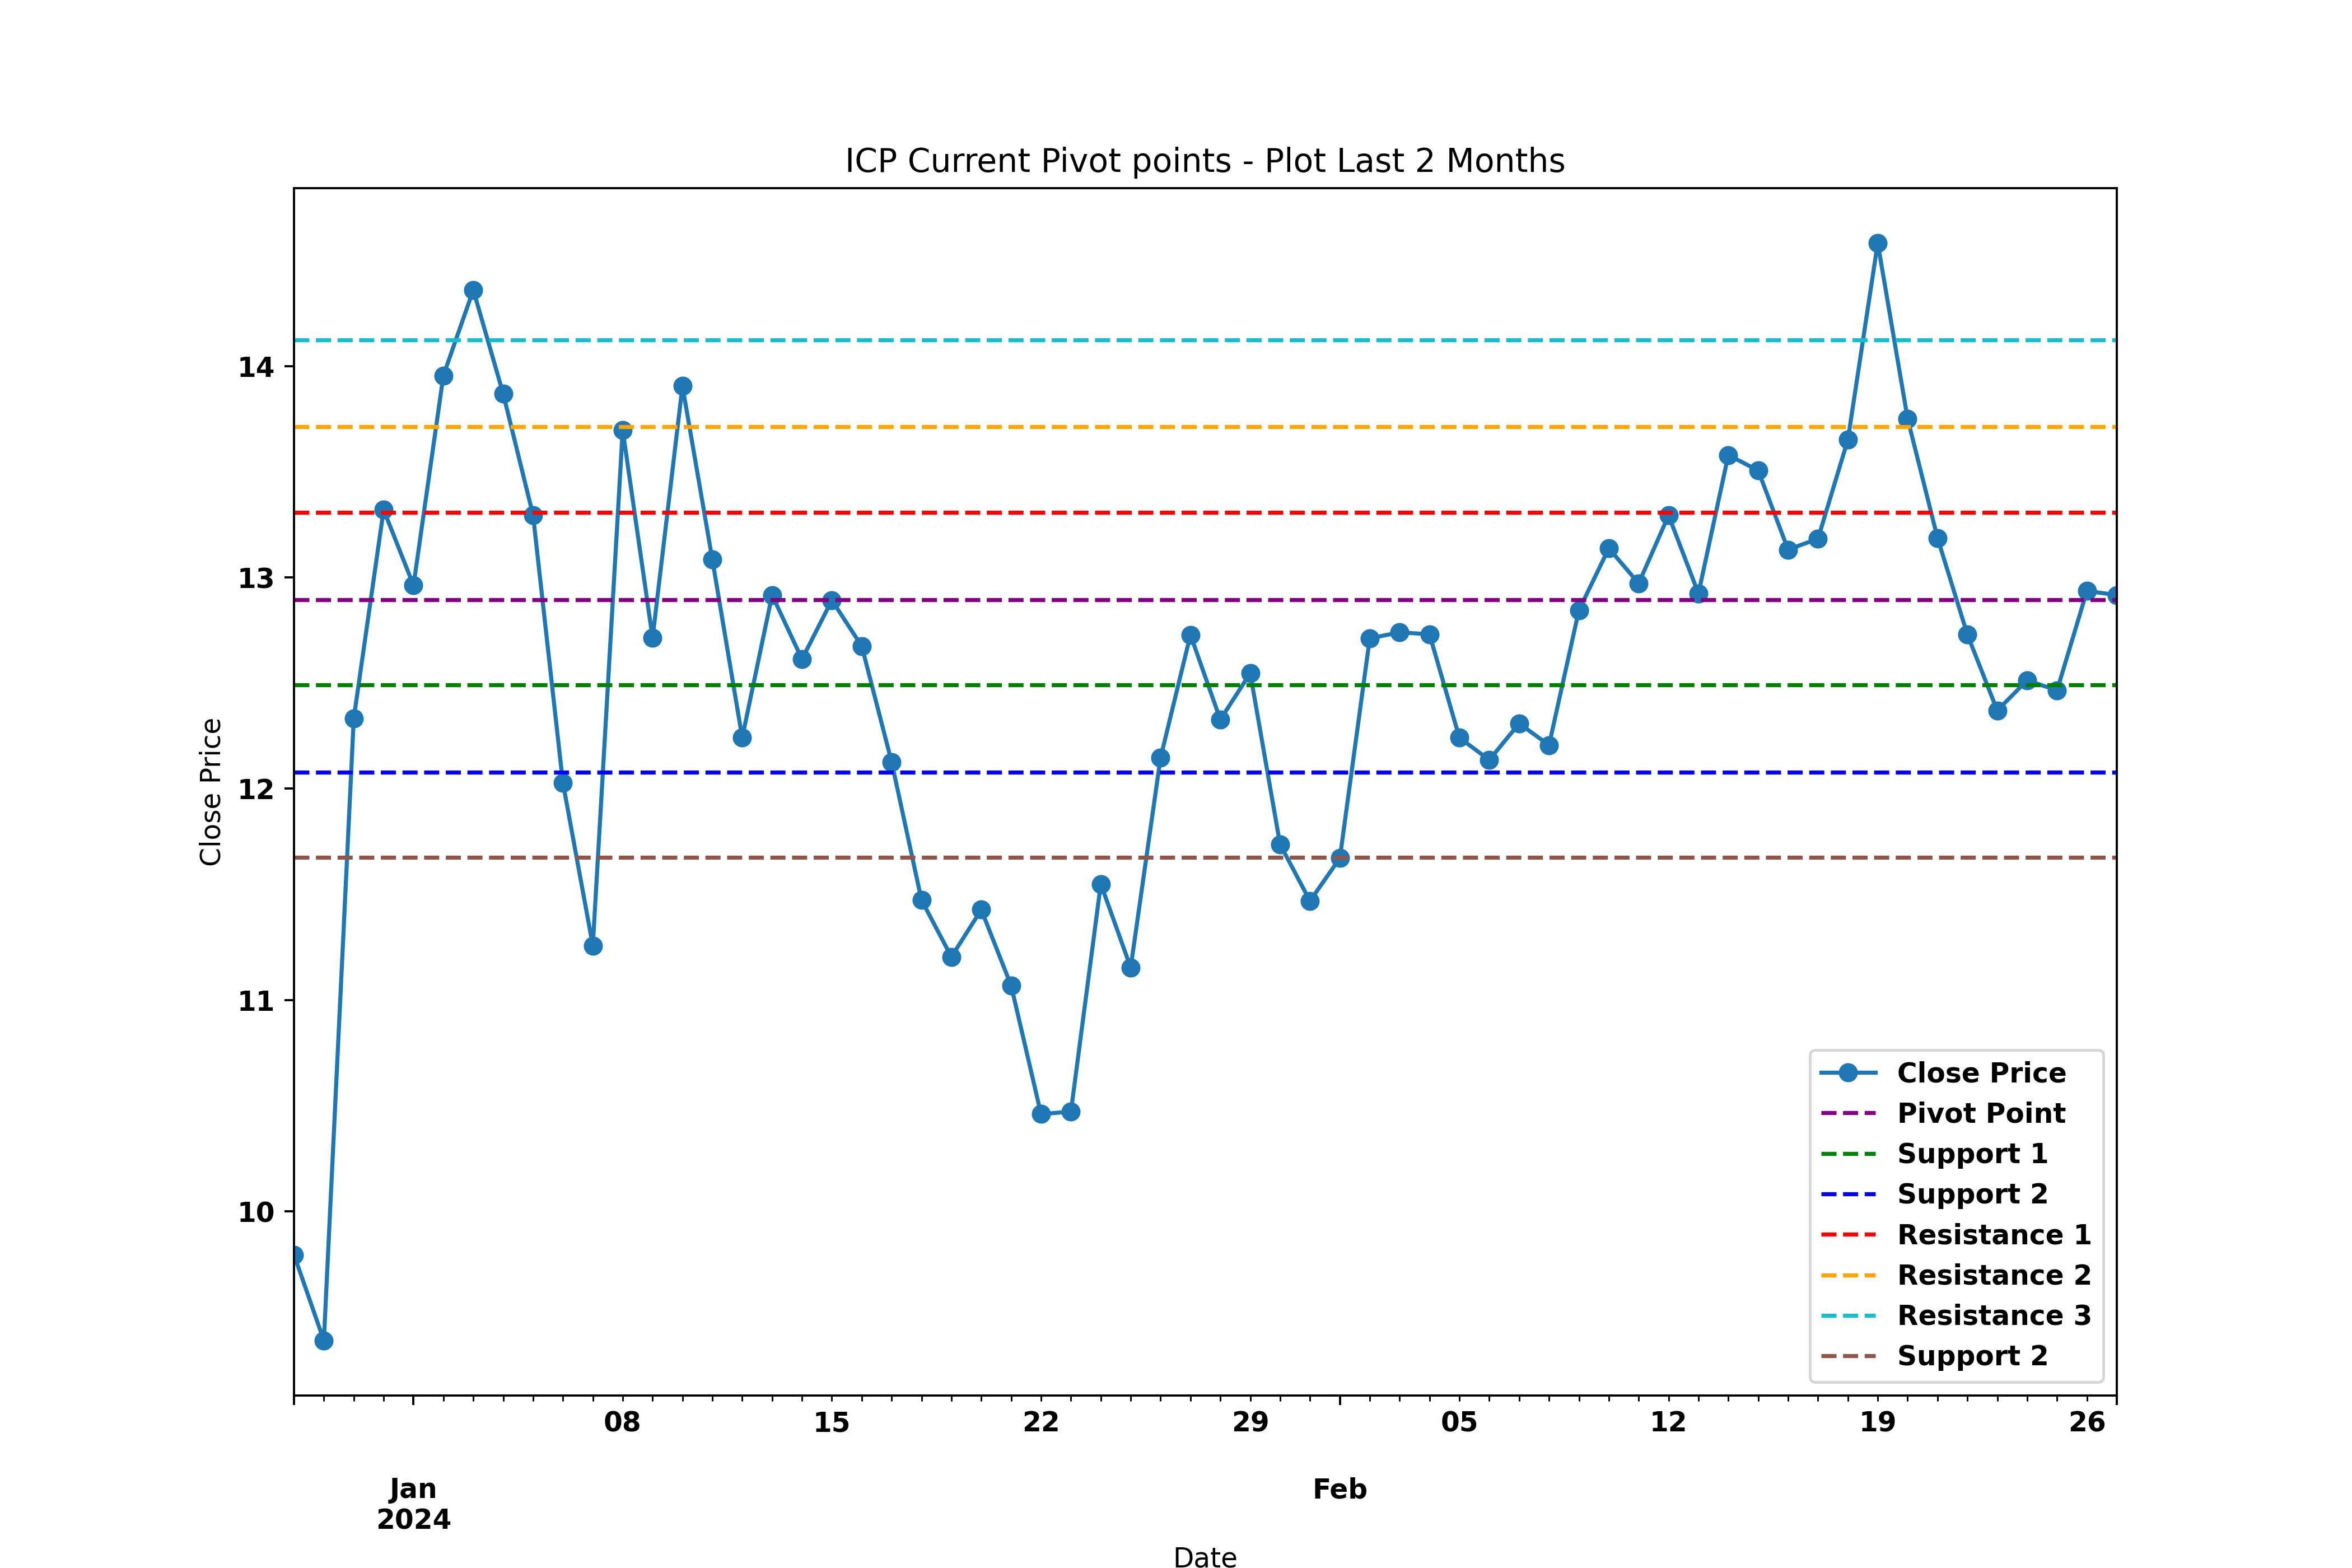 ICP Current Pivot points - Plot Last 2 Months
Close Price
14
13
12
11
10
Close Price
Pivot Point
Support 1
Support 2
Resistance 1
Resistance 2
Resistance 3
Support 2
08 15 22 29 05 12 19 26
Jan Feb
2024
Date